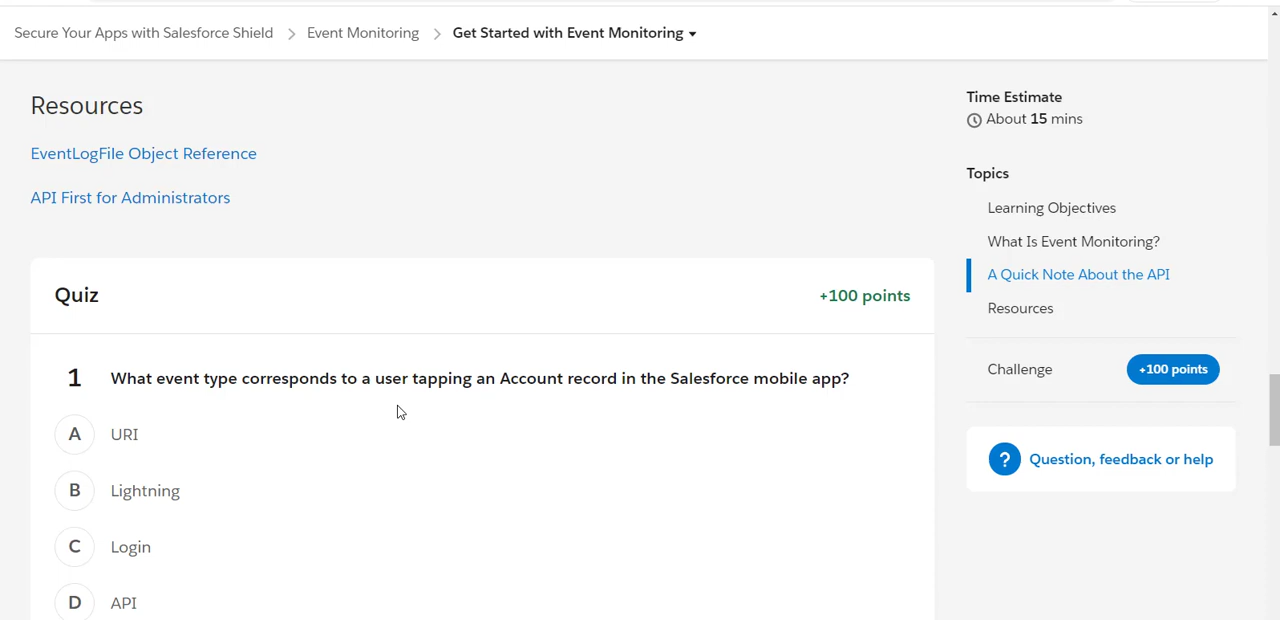 Secure Your Apps with Salesforce Shield > Event Monitoring > Get Started with Event Monitoring
Resources
EventLogFile Object Reference
API First for Administrators
Quiz +100 points
1 What event type corresponds to a user tapping an Account record in the Salesforce mobile app?
A URI
B Lightning
C Login
D API
Time Estimate
About 15 mins
Topics
Learning Objectives
What Is Event Monitoring?
A Quick Note About the API
Resources
Challenge +100 points
? Question, feedback or help